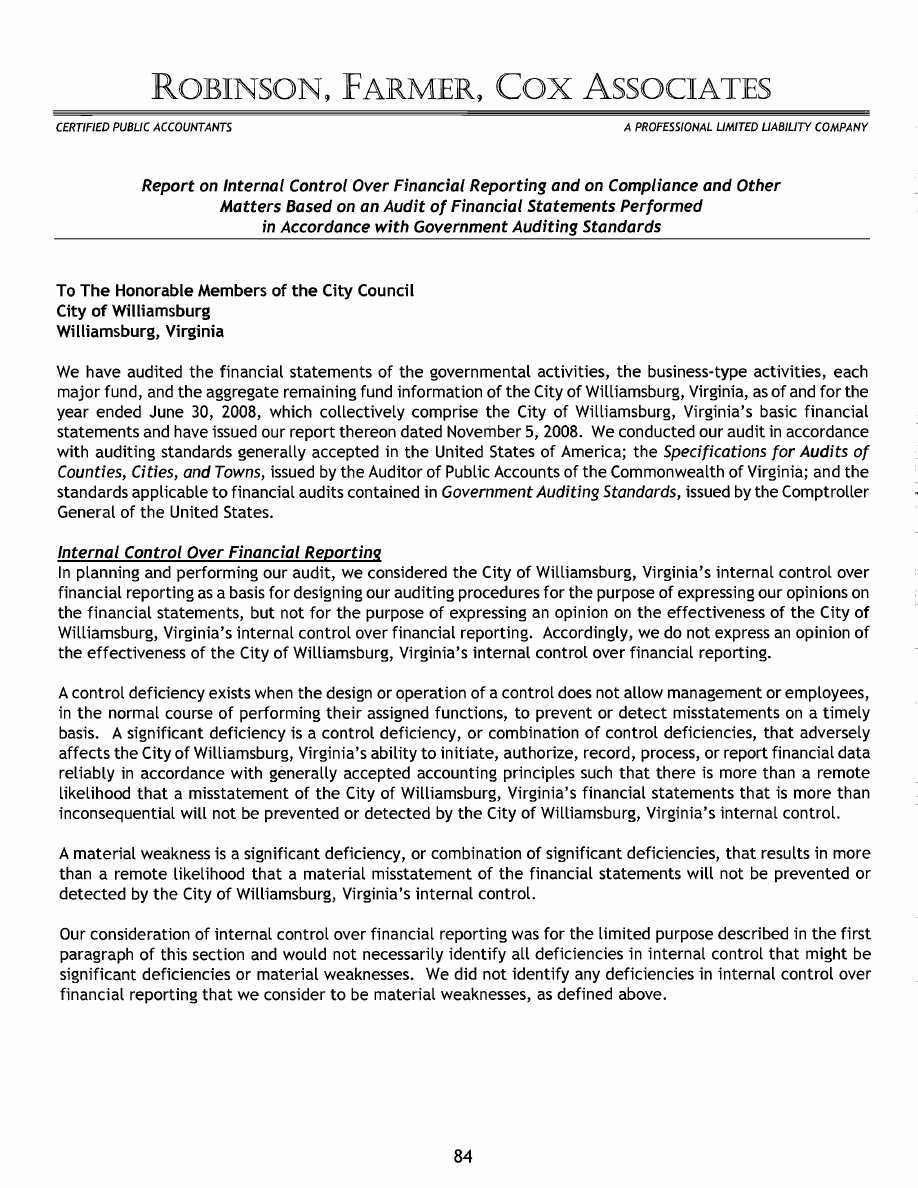 ROBINSON, FARMER, COX ASSOCIATES
CERTIFIED PUBLIC ACCOUNTANTS A PROFESSIONAL LIMITED LIABILITY COMPANY
Report on Internal Control Over Financial Reporting and on Compliance and Other
Matters Based on an Audit of Financial Statements Performed
in Accordance with Government Auditing Standards
To The Honorable Members of the City Council
City of Williamsburg
Williamsburg, Virginia
We have audited the financial statements of the governmental activities, the business-type activities, each
major fund, and the aggregate remaining fund information of the City of Williamsburg, Virginia, as of and for the
year ended June 30, 2008, which collectively comprise the City of Williamsburg, Virginia's basic financial
statements and have issued our report thereon dated November 5, 2008. We conducted our audit in accordance
with auditing standards generally accepted in the United States of America; the Specifications for Audits of
Counties, Cities, and Towns, issued by the Auditor of Public Accounts of the Commonwealth of Virginia; and the
standards applicable to financial audits contained in Government Auditing Standards, issued by the Comptroller
General of the United States.
Internal Control Over Financial Reporting
In planning and performing our audit, we considered the City of Williamsburg, Virginia's internal control over
financial reporting as a basis for designing our auditing procedures for the purpose of expressing our opinions on
the financial statements, but not for the purpose of expressing an opinion on the effectiveness of the City of
Williamsburg, Virginia's internal control over financial reporting. Accordingly, we do not express an opinion of
the effectiveness of the City of Williamsburg, Virginia's internal control over financial reporting.
A control deficiency exists when the design or operation of a control does not allow management or employees,
in the normal course of performing their assigned functions, to prevent or detect misstatements on a timely
basis. A significant deficiency is a control deficiency, or combination of control deficiencies, that adversely
affects the City of Williamsburg, Virginia's ability to initiate, authorize, record, process, or report financial data
reliably in accordance with generally accepted accounting principles such that there is more than a remote
likelihood that a misstatement of the City of Williamsburg, Virginia's financial statements that is more than
inconsequential will not be prevented or detected by the City of Williamsburg, Virginia's internal control.
A material weakness is a significant deficiency, or combination of significant deficiencies, that results in more
than a remote likelihood that a material misstatement of the financial statements will not be prevented or
detected by the City of Williamsburg, Virginia's internal control.
Our consideration of internal control over financial reporting was for the limited purpose described in the first
paragraph of this section and would not necessarily identify all deficiencies in internal control that might be
significant deficiencies or material weaknesses. We did not identify any deficiencies in internal control over
financial reporting that we consider to be material weaknesses, as defined above.
84